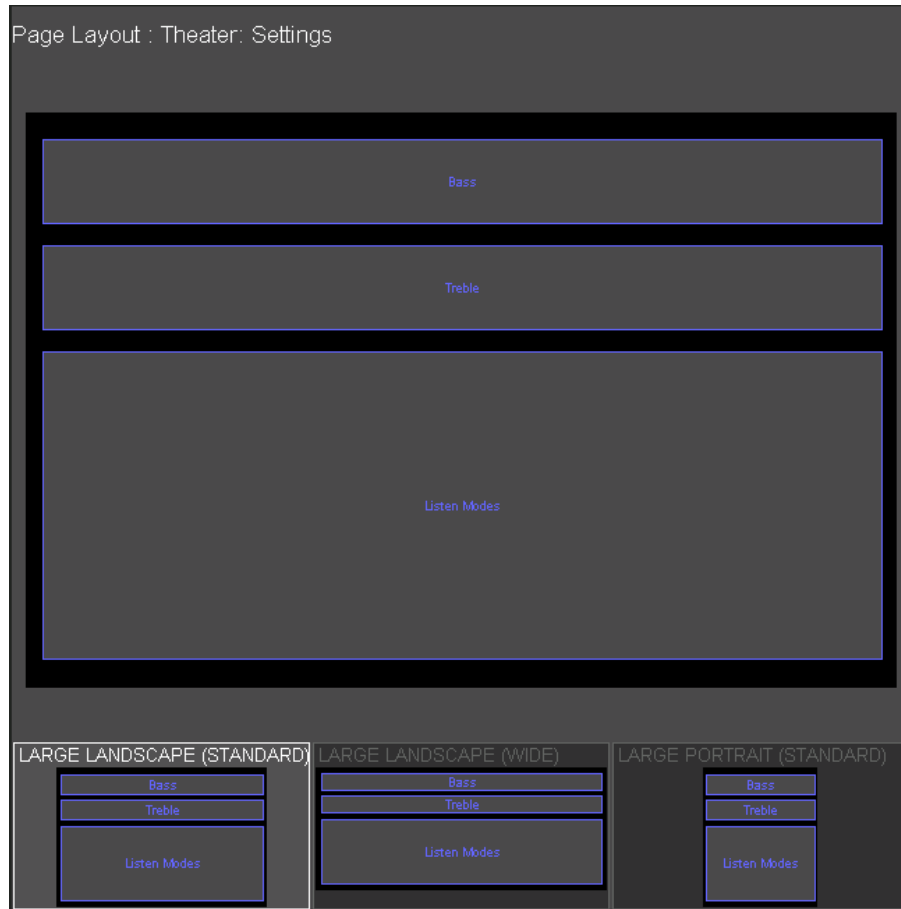 Page Layout : Theater: Settings
Bass
Treble
Listen Modes
LARGE LANDSCAPE (STANDARD)
Bass
Treble
Listen Modes
LARGE LANDSCAPE (WIDE)
Bass
Treble
Listen Modes
LARGE PORTRAIT (STANDARD)
Bass
Treble
Listen Modes